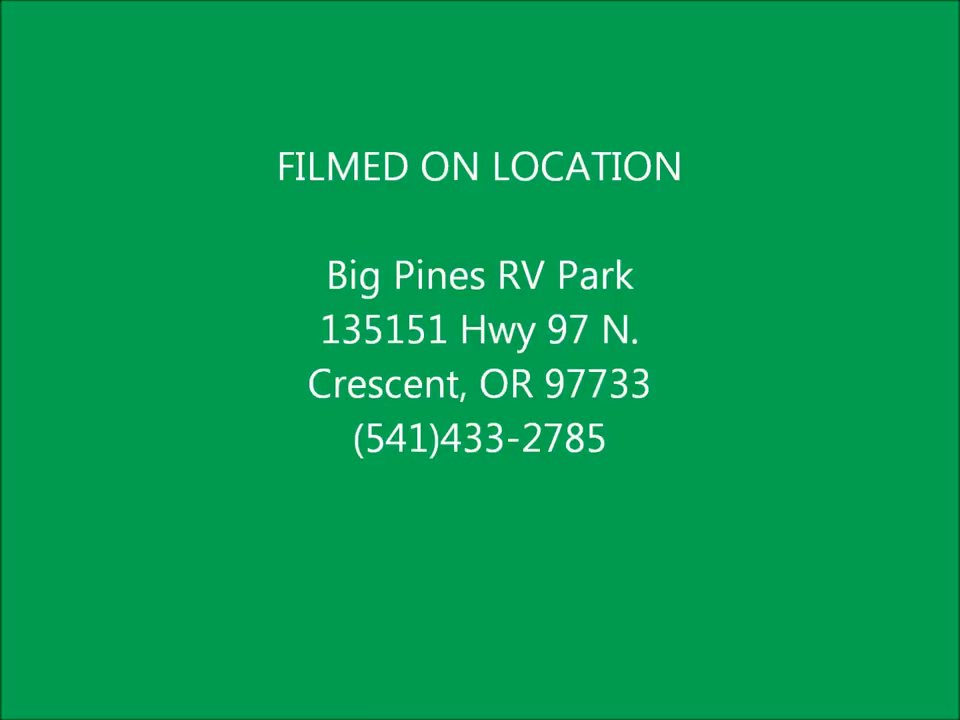 FILMED ON LOCATION
Big Pines RV Park
135151 Hwy 97 N.
Crescent, OR 97733
(541)433-2785